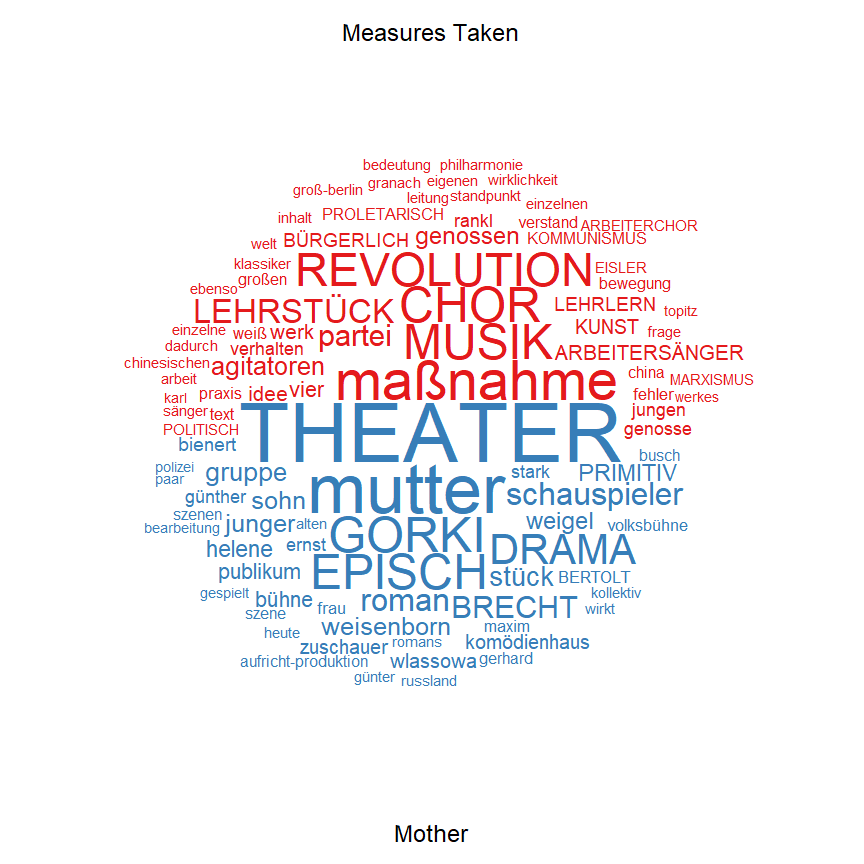 Measures Taken
bedeutung philharmonie
granach eigenen wirklichkeit
groß-berlin leitung standpunkt einzelnen
inhalt PROLETARISCH rankl verstand ARBEITERCHOR
welt BÜRGERLICH genossen KOMMUNISMUS
klassiker REVOLUTION EISLER
großen bewegung
ebenso LEHRSTÜCK CHOR LEHRLERN topitz
einzelne weiß werk partei MUSIK KUNST frage
dadurch verhalten ARBEITERSÄNGER
chinesischen agitatoren maßnahme china
arbeit MARXISMUS
karl praxis idee vier fehler werkes
sänger text jungen
POLITISCH genosse
THEATER
bienert busch
polizei gruppe mutter stark PRIMITIV
paar
günther sohn schauspieler
szenen junger alten GORKI weigel volksbühne
bearbeitung
helene ernst DRAMA
publikum EPISCH stück BERTOLT
gespielt bühne frau roman BRECHT kollektiv
szene wirkt
heute weisenborn maxim
zuschauer romans komödienhaus
aufricht-produktion wlassowa gerhard
günter russland
Mother